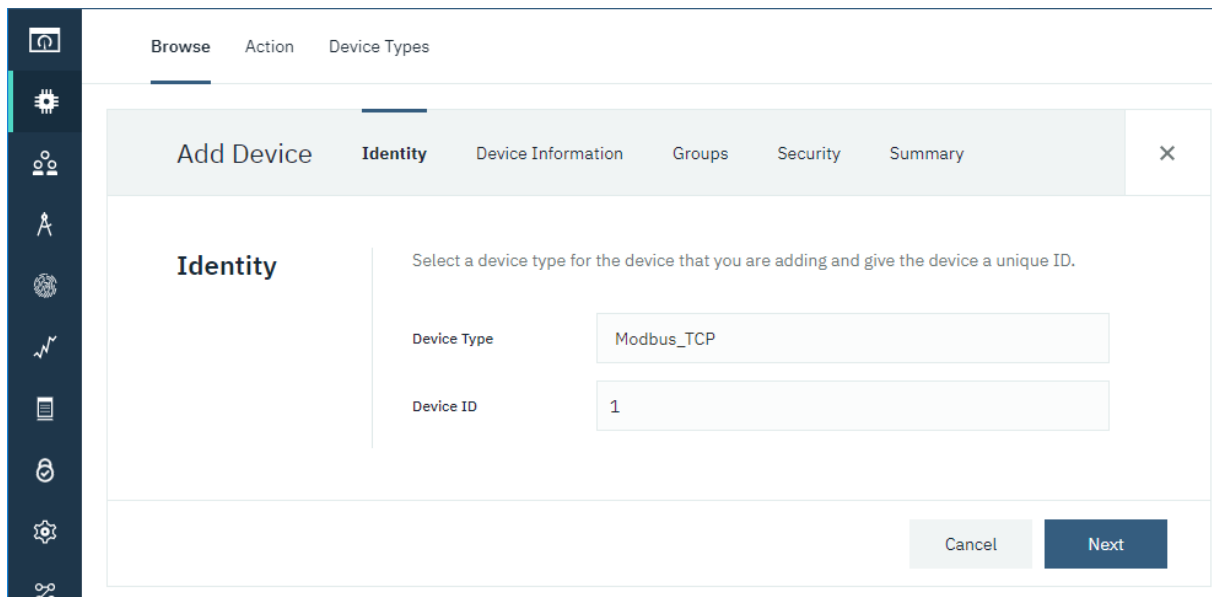 Browse Action Device Types
Add Device Identity Device Information Groups Security Summary
Identity
Select a device type for the device that you are adding and give the device a unique ID.
Device Type Modbus_TCP
Device ID 1
Cancel Next